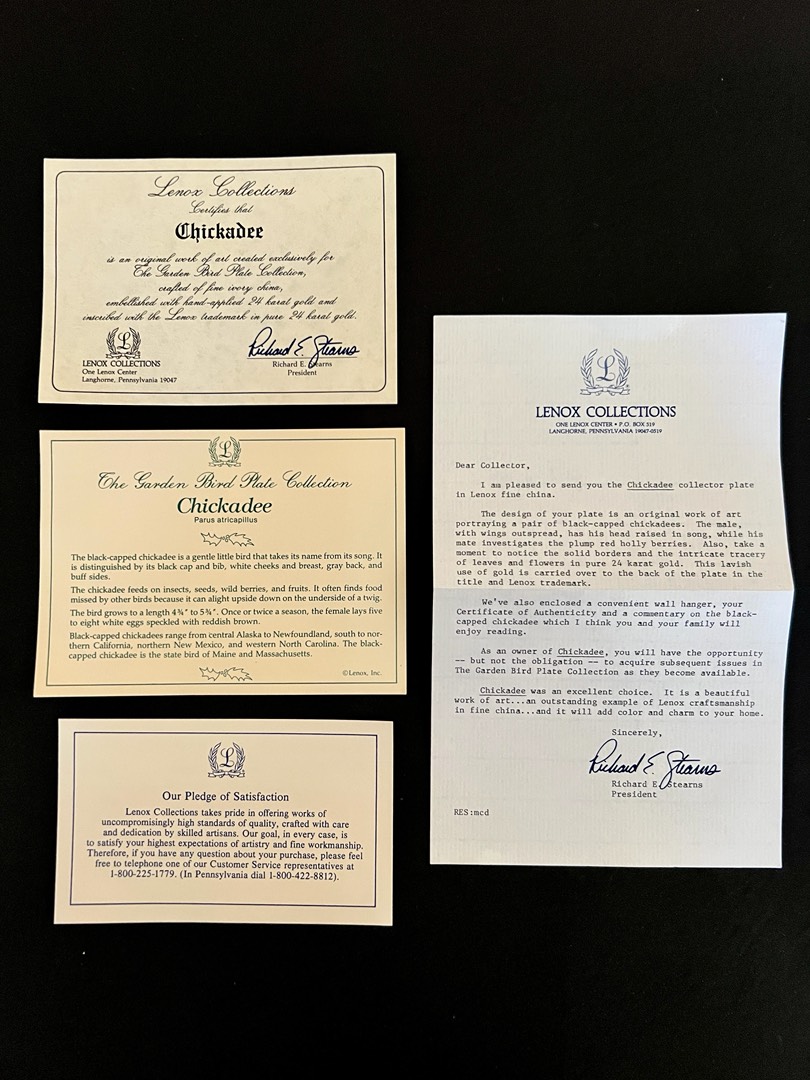 Lenox Collections
Certifies that
Chickadee
is an original work of art created exclusively for
The Garden Bird Plate Collection,
crafted of fine ivory china,
embellished with hand-applied 24 karat gold and
inscribed with the Lenox trademark in pure 24 karat gold.
L
LENOX COLLECTIONS
One Lenox Center
Langhorne, Pennsylvania 19047
Richard E. Stearns
Richard E. Stearns
President
L
The Garden Bird Plate Collection
Chickadee
Parus atricapillus
The black-capped chickadee is a gentle little bird that takes its name from its song. It
is distinguished by its black cap and bib, white cheeks and breast, gray back, and
buff sides.
The chickadee feeds on insects, seeds, wild berries, and fruits. It often finds food
missed by other birds because it can alight upside down on the underside of a twig.
The bird grows to a length 4¾" to 5¾". Once or twice a season, the female lays five
to eight white eggs speckled with reddish brown.
Black-capped chickadees range from central Alaska to Newfoundland, south to nor-
thern California, northern New Mexico, and western North Carolina. The black-
capped chickadee is the state bird of Maine and Massachusetts.
©Lenox, Inc.
L
Our Pledge of Satisfaction
Lenox Collections takes pride in offering works of
uncompromisingly high standards of quality, crafted with care
and dedication by skilled artisans. Our goal, in every case, is
to satisfy your highest expectations of artistry and fine workmanship.
Therefore, if you have any question about your purchase, please feel
free to telephone one of our Customer Service representatives at
1-800-225-1779. (In Pennsylvania dial 1-800-422-8812).
L
LENOX COLLECTIONS
ONE LENOX CENTER • P.O. BOX 519
LANGHORNE, PENNSYLVANIA 19047-0519
Dear Collector,
I am pleased to send you the Chickadee collector plate
in Lenox fine china.
The design of your plate is an original work of art
portraying a pair of black-capped chickadees. The male,
with wings outspread, has his head raised in song, while his
mate investigates the plump red holly berries. Also, take a
moment to notice the solid borders and the intricate tracery
of leaves and flowers in pure 24 karat gold. This lavish
use of gold is carried over to the back of the plate in the
title and Lenox trademark.
We've also enclosed a convenient wall hanger, your
Certificate of Authenticity and a commentary on the black-
capped chickadee which I think you and your family will
enjoy reading.
As an owner of Chickadee, you will have the opportunity
-- but not the obligation -- to acquire subsequent issues in
The Garden Bird Plate Collection as they become available.
Chickadee was an excellent choice. It is a beautiful
work of art...an outstanding example of Lenox craftsmanship
in fine china...and it will add color and charm to your home.
Sincerely,
Richard E. Stearns
Richard E. Stearns
President
RES:mcd